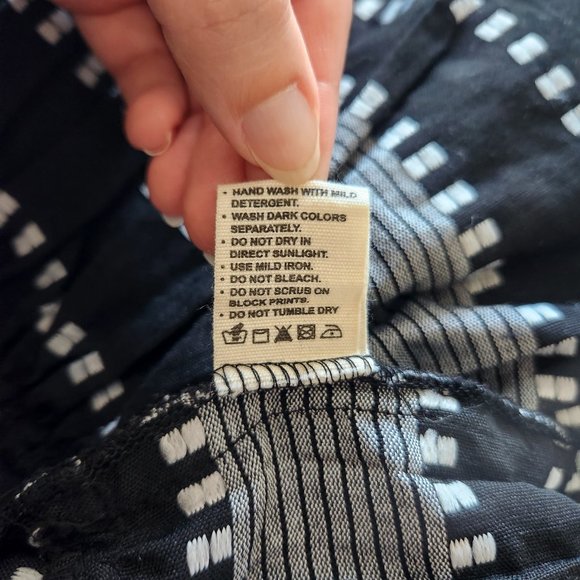 • HAND WASH WITH MILD
DETERGENT.
• WASH DARK COLORS
SEPARATELY.
• DO NOT DRY IN
DIRECT SUNLIGHT.
• USE MILD IRON.
• DO NOT BLEACH.
• DO NOT SCRUB ON
BLOCK PRINTS.
• DO NOT TUMBLE DRY